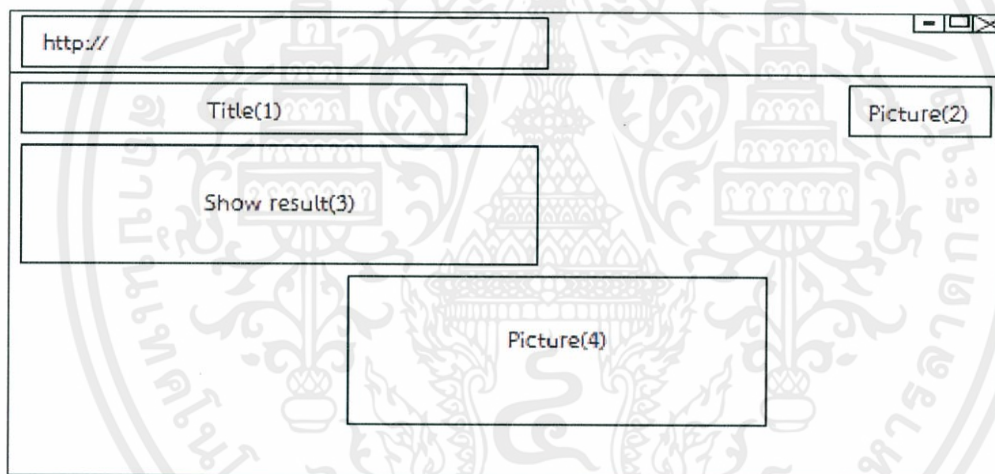 http://
Title(1)
Picture(2)
Show result(3)
Picture(4)